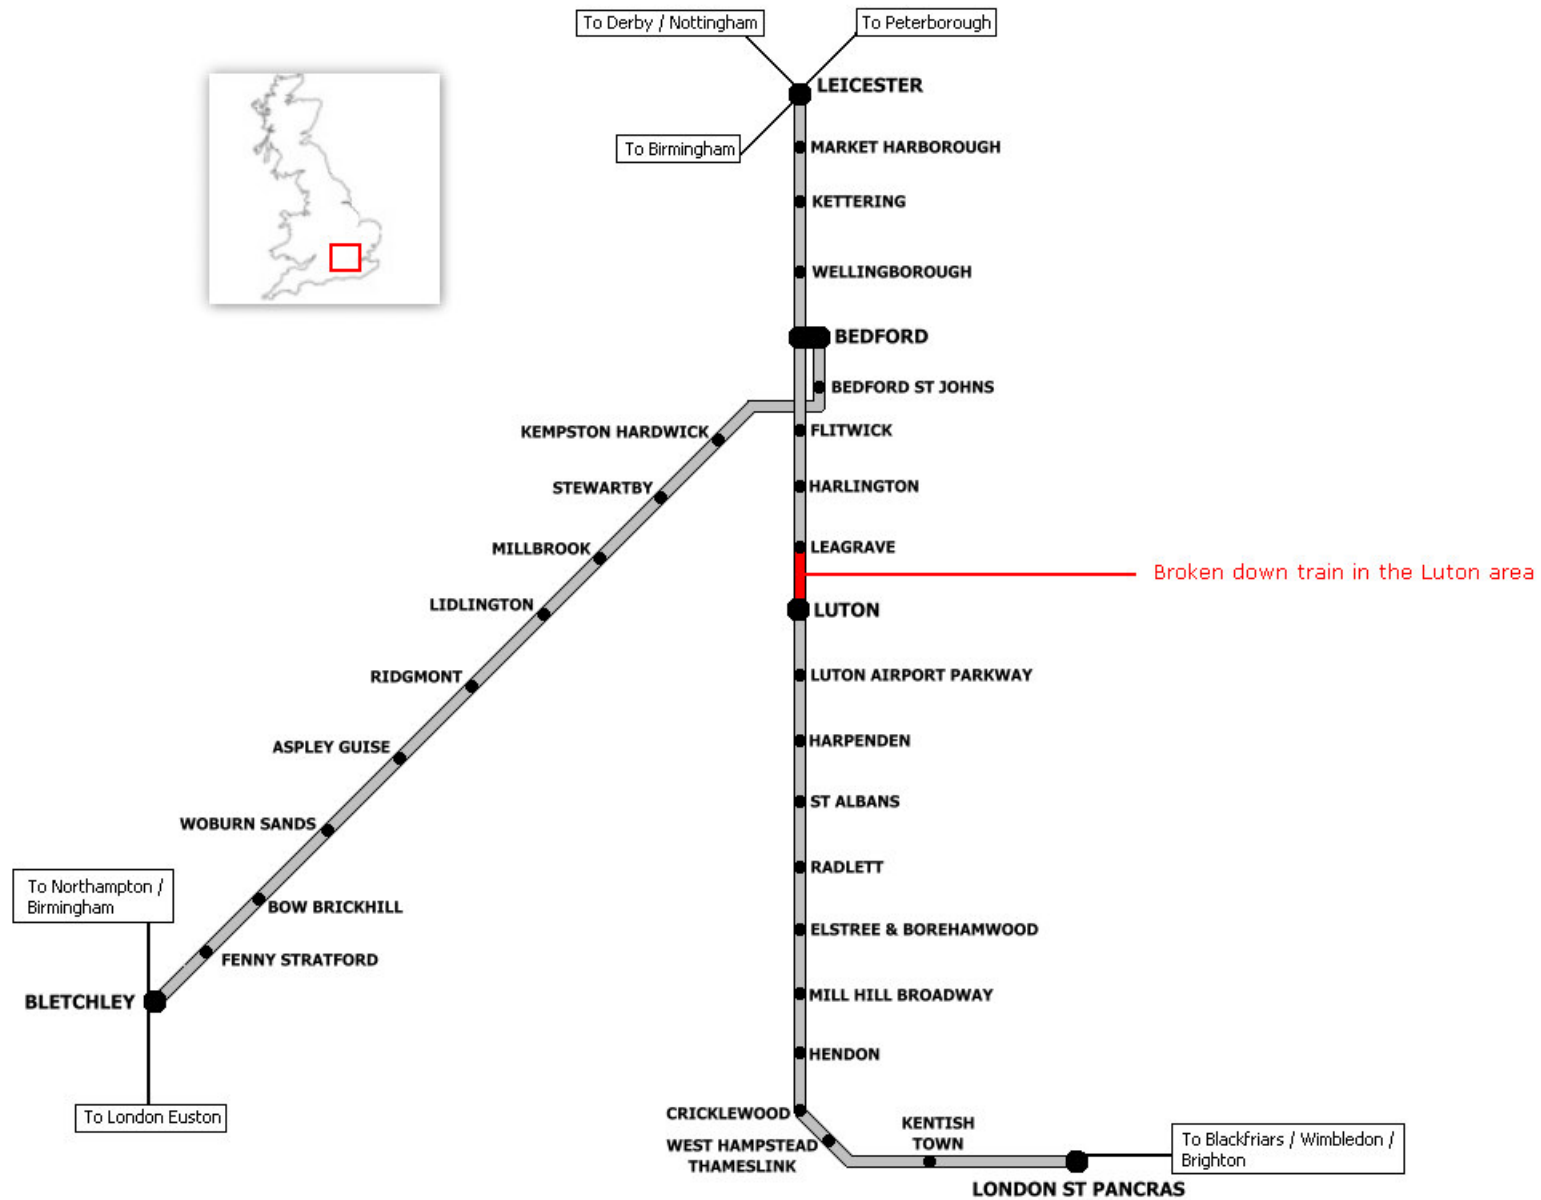 To Derby / Nottingham
To Peterborough
LEICESTER
To Birmingham
MARKET HARBOROUGH
KETTERING
WELLINGBOROUGH
BEDFORD
BEDFORD ST JOHNS
KEMPSTON HARDWICK
FLITWICK
STEWARTBY
HARLINGTON
MILLBROOK
LEAGRAVE
Broken down train in the Luton area
LIDLINGTON
LUTON
RIDGMONT
LUTON AIRPORT PARKWAY
ASPLEY GUISE
HARPENDEN
WOBURN SANDS
ST ALBANS
RADLETT
To Northampton /
Birmingham
BOW BRICKHILL
ELSTREE & BOREHAMWOOD
FENNY STRATFORD
BLETCHLEY
MILL HILL BROADWAY
HENDON
To London Euston
CRICKLEWOOD
WEST HAMPSTEAD
THAMESLINK
KENTISH
TOWN
To Blackfriars / Wimbledon /
Brighton
LONDON ST PANCRAS